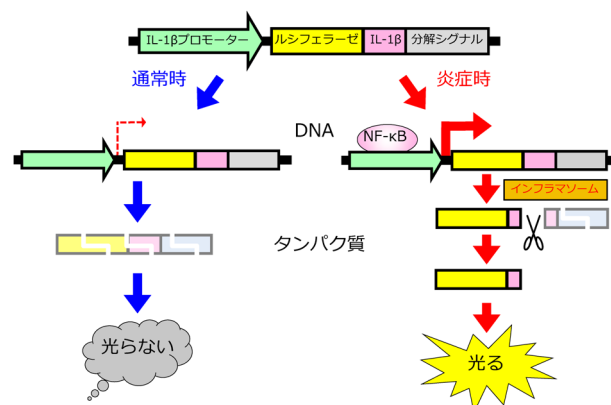 IL-1βプロモーター
ルシフェラーゼ
IL-1β
分解シグナル
通常時
炎症時
DNA
NF-κB
インフラマソーム
タンパク質
光らない
光る